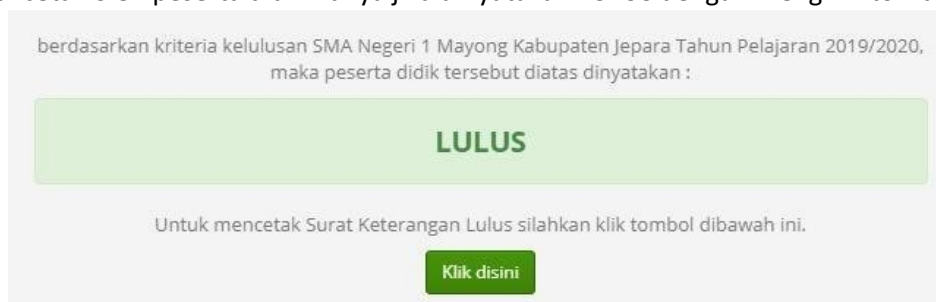 berdasarkan kriteria kelulusan SMA Negeri 1 Mayong Kabupaten Jepara Tahun Pelajaran 2019/2020,
maka peserta didik tersebut diatas dinyatakan :
LULUS
Untuk mencetak Surat Keterangan Lulus silahkan klik tombol dibawah ini.
Klik disini